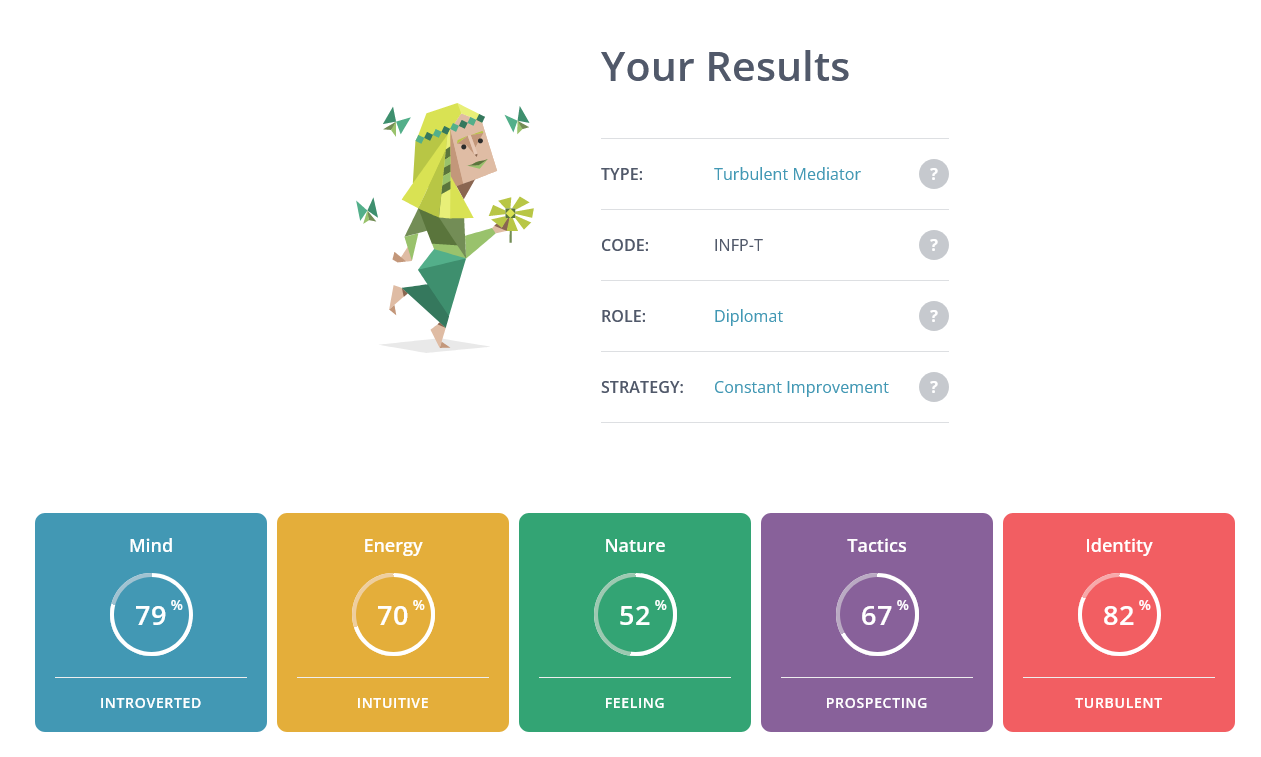 Your Results
TYPE: Turbulent Mediator ?
CODE: INFP-T ?
ROLE: Diplomat ?
STRATEGY: Constant Improvement ?
Mind
79%
INTROVERTED
Energy
70%
INTUITIVE
Nature
52%
FEELING
Tactics
67%
PROSPECTING
Identity
82%
TURBULENT